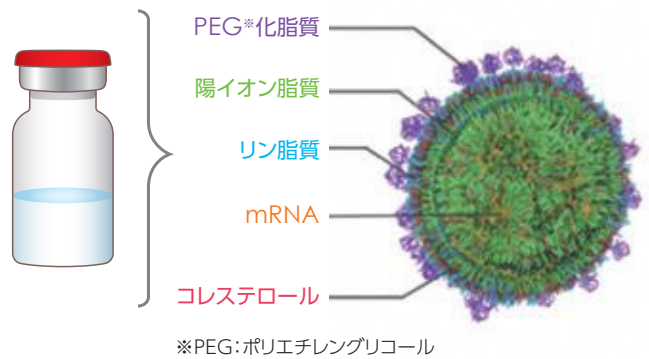 PEG※化脂質
陽イオン脂質
リン脂質
mRNA
コレステロール
※PEG：ポリエチレングリコール